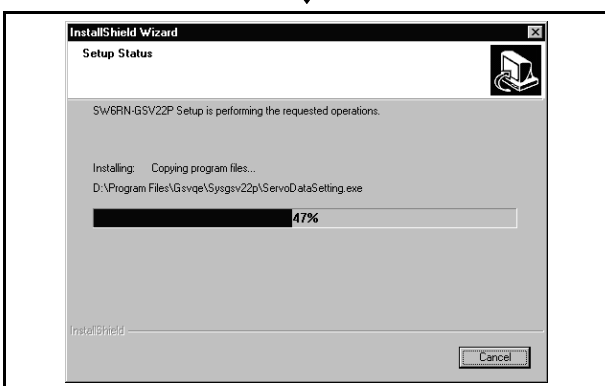 InstallShield Wizard
Setup Status
SW6RN-GSV22P Setup is performing the requested operations.
Installing: Copying program files...
D:\Program Files\Gsvqe\Sysgsv22p\ServoDataSetting.exe
47%
InstallShield
Cancel